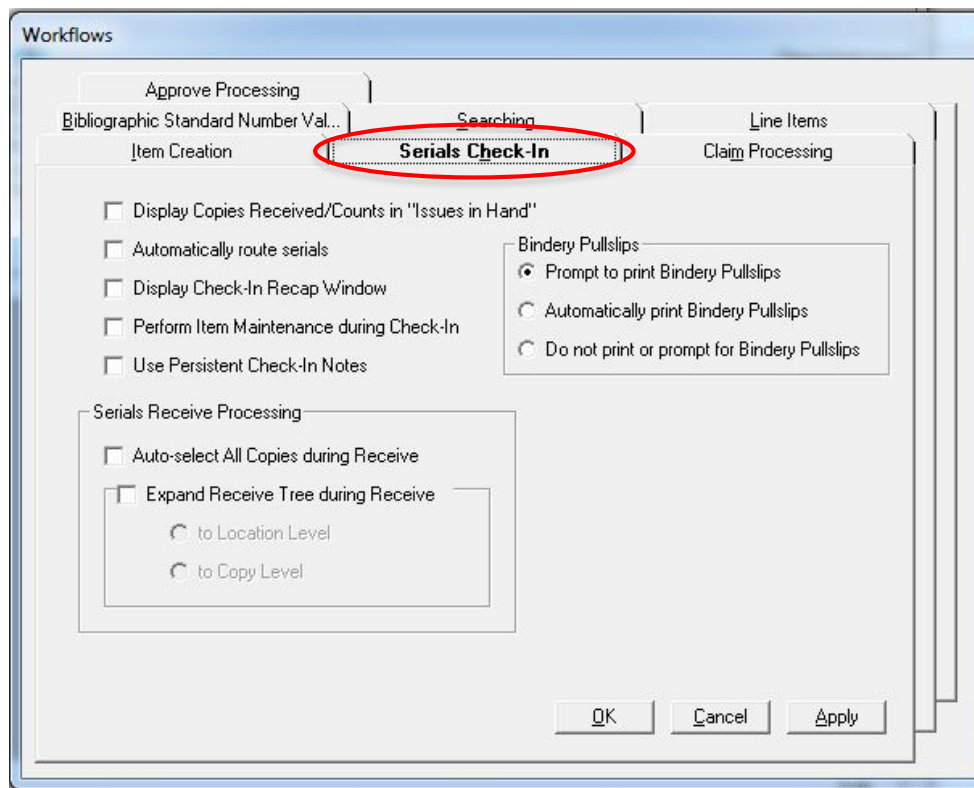 Workflows
Approve Processing
Bibliographic Standard Number Val...
Searching
Line Items
Item Creation
Serials Check-In
Claim Processing
Display Copies Received/Counts in "Issues in Hand"
Automatically route serials
Display Check-In Recap Window
Perform Item Maintenance during Check-In
Use Persistent Check-In Notes
Bindery Pullslips
Prompt to print Bindery Pullslips
Automatically print Bindery Pullslips
Do not print or prompt for Bindery Pullslips
Serials Receive Processing
Auto-select All Copies during Receive
Expand Receive Tree during Receive
to Location Level
to Copy Level
OK
Cancel
Apply